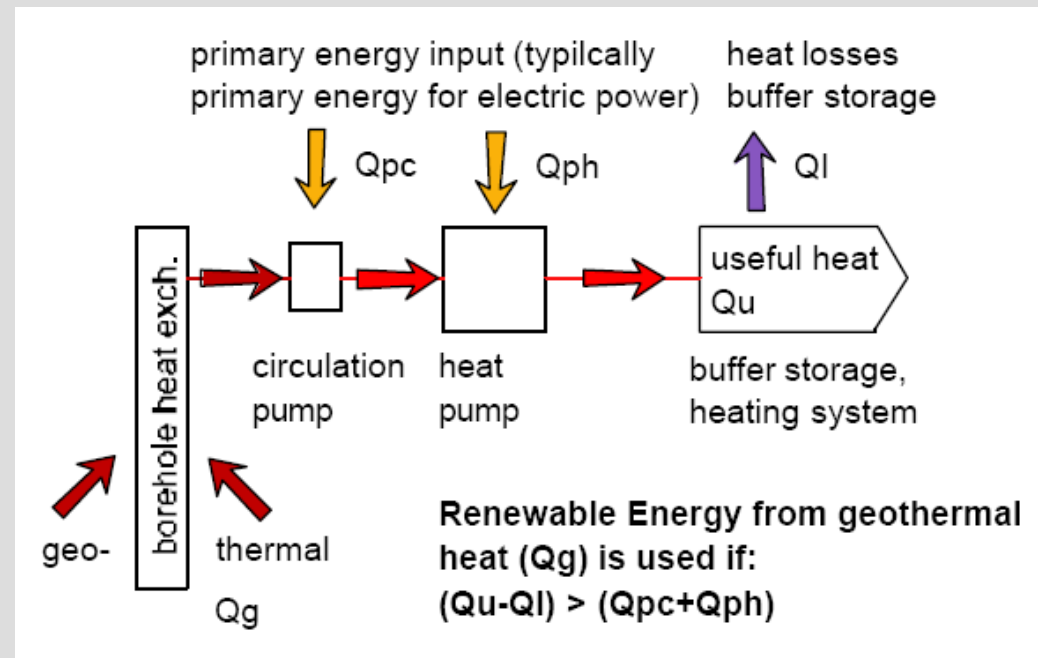 primary energy input (typilcally
primary energy for electric power)
heat losses
buffer storage
Qpc
Qph
Ql
borehole heat exch.
useful heat
Qu
circulation
pump
heat
pump
buffer storage,
heating system
geo-
thermal
Qg
Renewable Energy from geothermal
heat (Qg) is used if:
(Qu-Ql) > (Qpc+Qph)